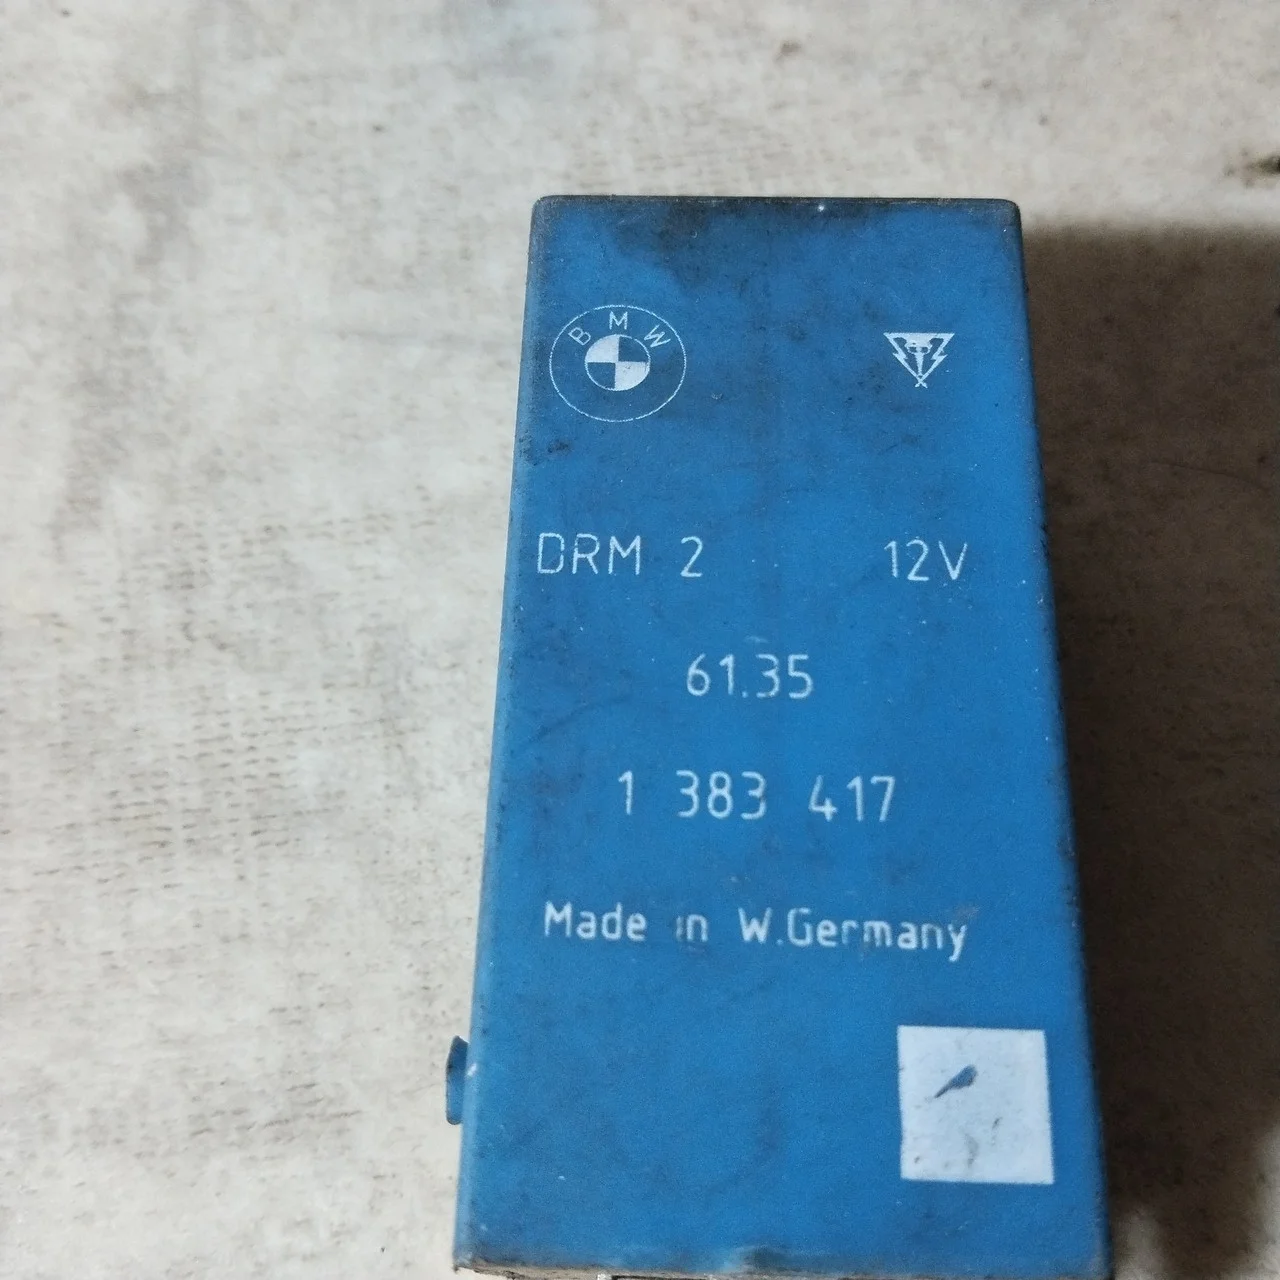 BMW
DRM 2 12V
61.35
1 383 417
Made in W.Germany